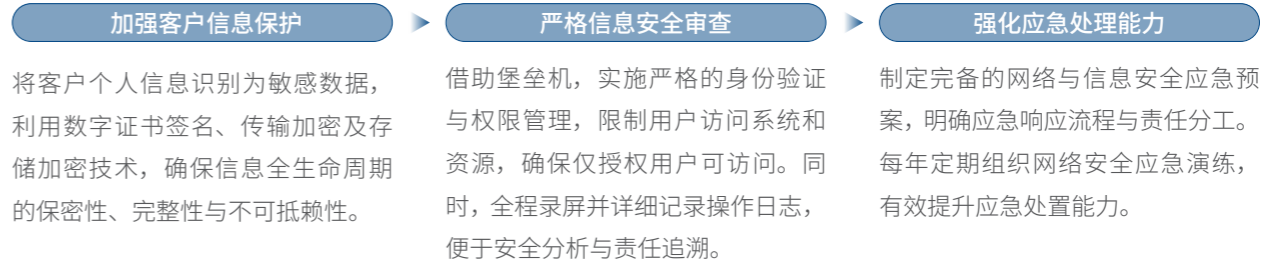 加强客户信息保护
将客户个人信息识别为敏感数据，
利用数字证书签名、传输加密及存
储加密技术，确保信息全生命周期
的保密性、完整性与不可抵赖性。
严格信息安全审查
借助堡垒机，实施严格的身份验证
与权限管理，限制用户访问系统和
资源，确保仅授权用户可访问。同
时，全程录屏并详细记录操作日志，
便于安全分析与责任追溯。
强化应急处理能力
制定完备的网络与信息安全应急预
案，明确应急响应流程与责任分工。
每年定期组织网络安全应急演练，
有效提升应急处置能力。